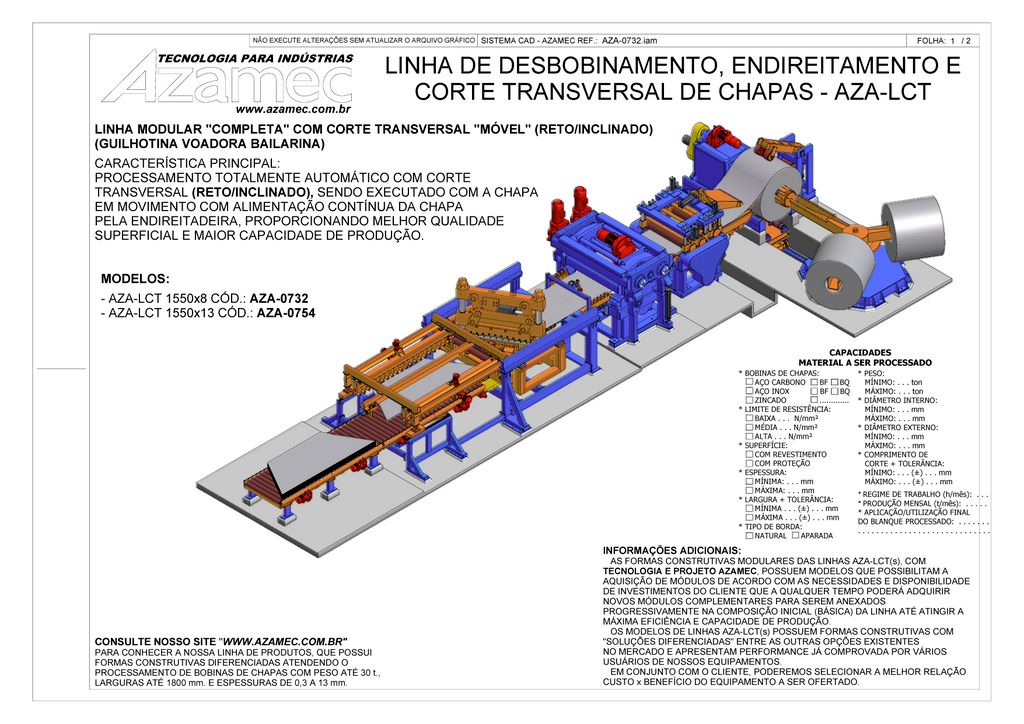 NÃO EXECUTE ALTERAÇÕES SEM ATUALIZAR O ARQUIVO GRÁFICO SISTEMA CAD - AZAMEC REF.: AZA-0732.iam FOLHA: 1 / 2
TECNOLOGIA PARA INDÚSTRIAS
Azamec
www.azamec.com.br
LINHA DE DESBOBINAMENTO, ENDIREITAMENTO E
CORTE TRANSVERSAL DE CHAPAS - AZA-LCT
LINHA MODULAR "COMPLETA" COM CORTE TRANSVERSAL "MÓVEL" (RETO/INCLINADO)
(GUILHOTINA VOADORA BAILARINA)
CARACTERÍSTICA PRINCIPAL:
PROCESSAMENTO TOTALMENTE AUTOMÁTICO COM CORTE
TRANSVERSAL (RETO/INCLINADO), SENDO EXECUTADO COM A CHAPA
EM MOVIMENTO COM ALIMENTAÇÃO CONTÍNUA DA CHAPA
PELA ENDIREITADEIRA, PROPORCIONANDO MELHOR QUALIDADE
SUPERFICIAL E MAIOR CAPACIDADE DE PRODUÇÃO.
MODELOS:
- AZA-LCT 1550x8 CÓD.: AZA-0732
- AZA-LCT 1550x13 CÓD.: AZA-0754
CAPACIDADES
MATERIAL A SER PROCESSADO
* BOBINAS DE CHAPAS:
AÇO CARBONO BF BQ
AÇO INOX BF BQ
ZINCADO .............
* LIMITE DE RESISTÊNCIA:
BAIXA . . . N/mm²
MÉDIA . . . N/mm²
ALTA . . . N/mm²
* SUPERFÍCIE:
COM REVESTIMENTO
COM PROTEÇÃO
* ESPESSURA:
MÍNIMA: . . . mm
MÁXIMA: . . . mm
* LARGURA + TOLERÂNCIA:
MÍNIMA . . . (±) . . . mm
MÁXIMA . . . (±) . . . mm
* TIPO DE BORDA:
NATURAL APARADA
* PESO:
MÍNIMO: . . . ton
MÁXIMO: . . . ton
* DIÂMETRO INTERNO:
MÍNIMO: . . . mm
MÁXIMO: . . . mm
* DIÂMETRO EXTERNO:
MÍNIMO: . . . mm
MÁXIMO: . . . mm
* COMPRIMENTO DE
CORTE + TOLERÂNCIA:
MÍNIMO: . . . (±) . . . mm
MÁXIMO: . . . (±) . . . mm
* REGIME DE TRABALHO (h/mês): . . .
* PRODUÇÃO MENSAL (t/mês): . . . . .
* APLICAÇÃO/UTILIZAÇÃO FINAL
DO BLANQUE PROCESSADO: . . . . . . .
. . . . . . . . . . . . . . . . . . . . . . . . . . .
INFORMAÇÕES ADICIONAIS:
AS FORMAS CONSTRUTIVAS MODULARES DAS LINHAS AZA-LCT(s), COM
TECNOLOGIA E PROJETO AZAMEC, POSSUEM MODELOS QUE POSSIBILITAM A
AQUISIÇÃO DE MÓDULOS DE ACORDO COM AS NECESSIDADES E DISPONIBILIDADE
DE INVESTIMENTOS DO CLIENTE QUE A QUALQUER TEMPO PODERÁ ADQUIRIR
NOVOS MÓDULOS COMPLEMENTARES PARA SEREM ANEXADOS
PROGRESSIVAMENTE NA COMPOSIÇÃO INICIAL (BÁSICA) DA LINHA ATÉ ATINGIR A
MÁXIMA EFICIÊNCIA E CAPACIDADE DE PRODUÇÃO.
OS MODELOS DE LINHAS AZA-LCT(s) POSSUEM FORMAS CONSTRUTIVAS COM
"SOLUÇÕES DIFERENCIADAS" ENTRE AS OUTRAS OPÇÕES EXISTENTES
NO MERCADO E APRESENTAM PERFORMANCE JÁ COMPROVADA POR VÁRIOS
USUÁRIOS DE NOSSOS EQUIPAMENTOS.
EM CONJUNTO COM O CLIENTE, PODEREMOS SELECIONAR A MELHOR RELAÇÃO
CUSTO x BENEFÍCIO DO EQUIPAMENTO A SER OFERTADO.
CONSULTE NOSSO SITE "WWW.AZAMEC.COM.BR"
PARA CONHECER A NOSSA LINHA DE PRODUTOS, QUE POSSUI
FORMAS CONSTRUTIVAS DIFERENCIADAS ATENDENDO O
PROCESSAMENTO DE BOBINAS DE CHAPAS COM PESO ATÉ 30 t.,
LARGURAS ATÉ 1800 mm. E ESPESSURAS DE 0,3 A 13 mm.